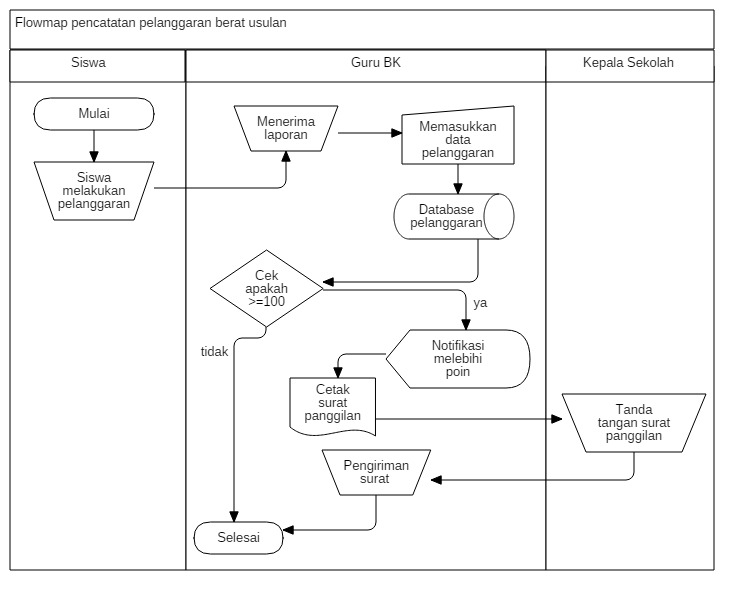 Flowmap pencatatan pelanggaran berat usulan
Siswa
Guru BK
Kepala Sekolah
Mulai
Siswa
melakukan
pelanggaran
Menerima
laporan
Memasukkan
data
pelanggaran
Database
pelanggaran
Cek
apakah
>=100
ya
tidak
Notifikasi
melebihi
poin
Cetak
surat
panggilan
Tanda
tangan surat
panggilan
Pengiriman
surat
Selesai